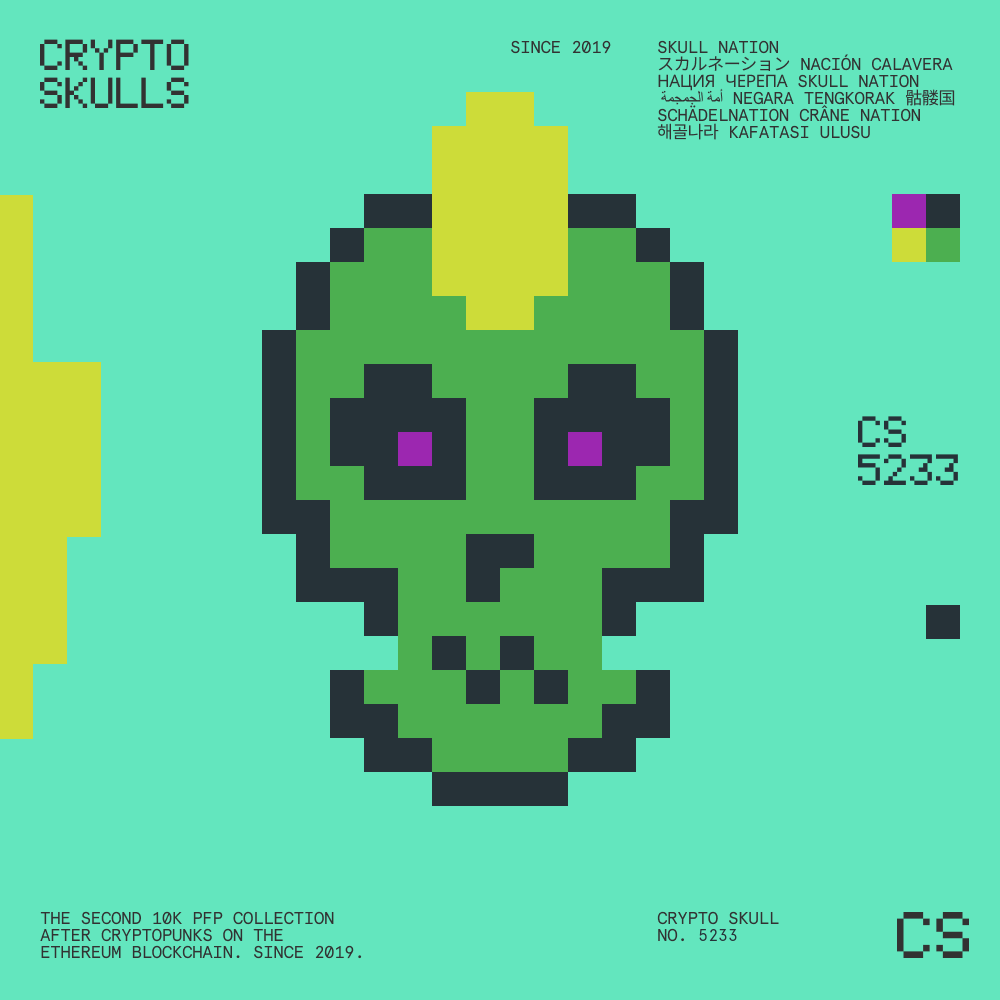 CRYPTO
SKULLS
SINCE 2019
SKULL NATION
スカルネーション NACIÓN CALAVERA
НАЦИЯ ЧЕРЕПА SKULL NATION
أمة الجمجمة NEGARA TENGKORAK 骷髅国
SCHÄDELNATION CRÂNE NATION
해골나라 KAFATASI ULUSU
CS
5233
THE SECOND 10K PFP COLLECTION
AFTER CRYPTOPUNKS ON THE
ETHEREUM BLOCKCHAIN. SINCE 2019.
CRYPTO SKULL
NO. 5233
CS